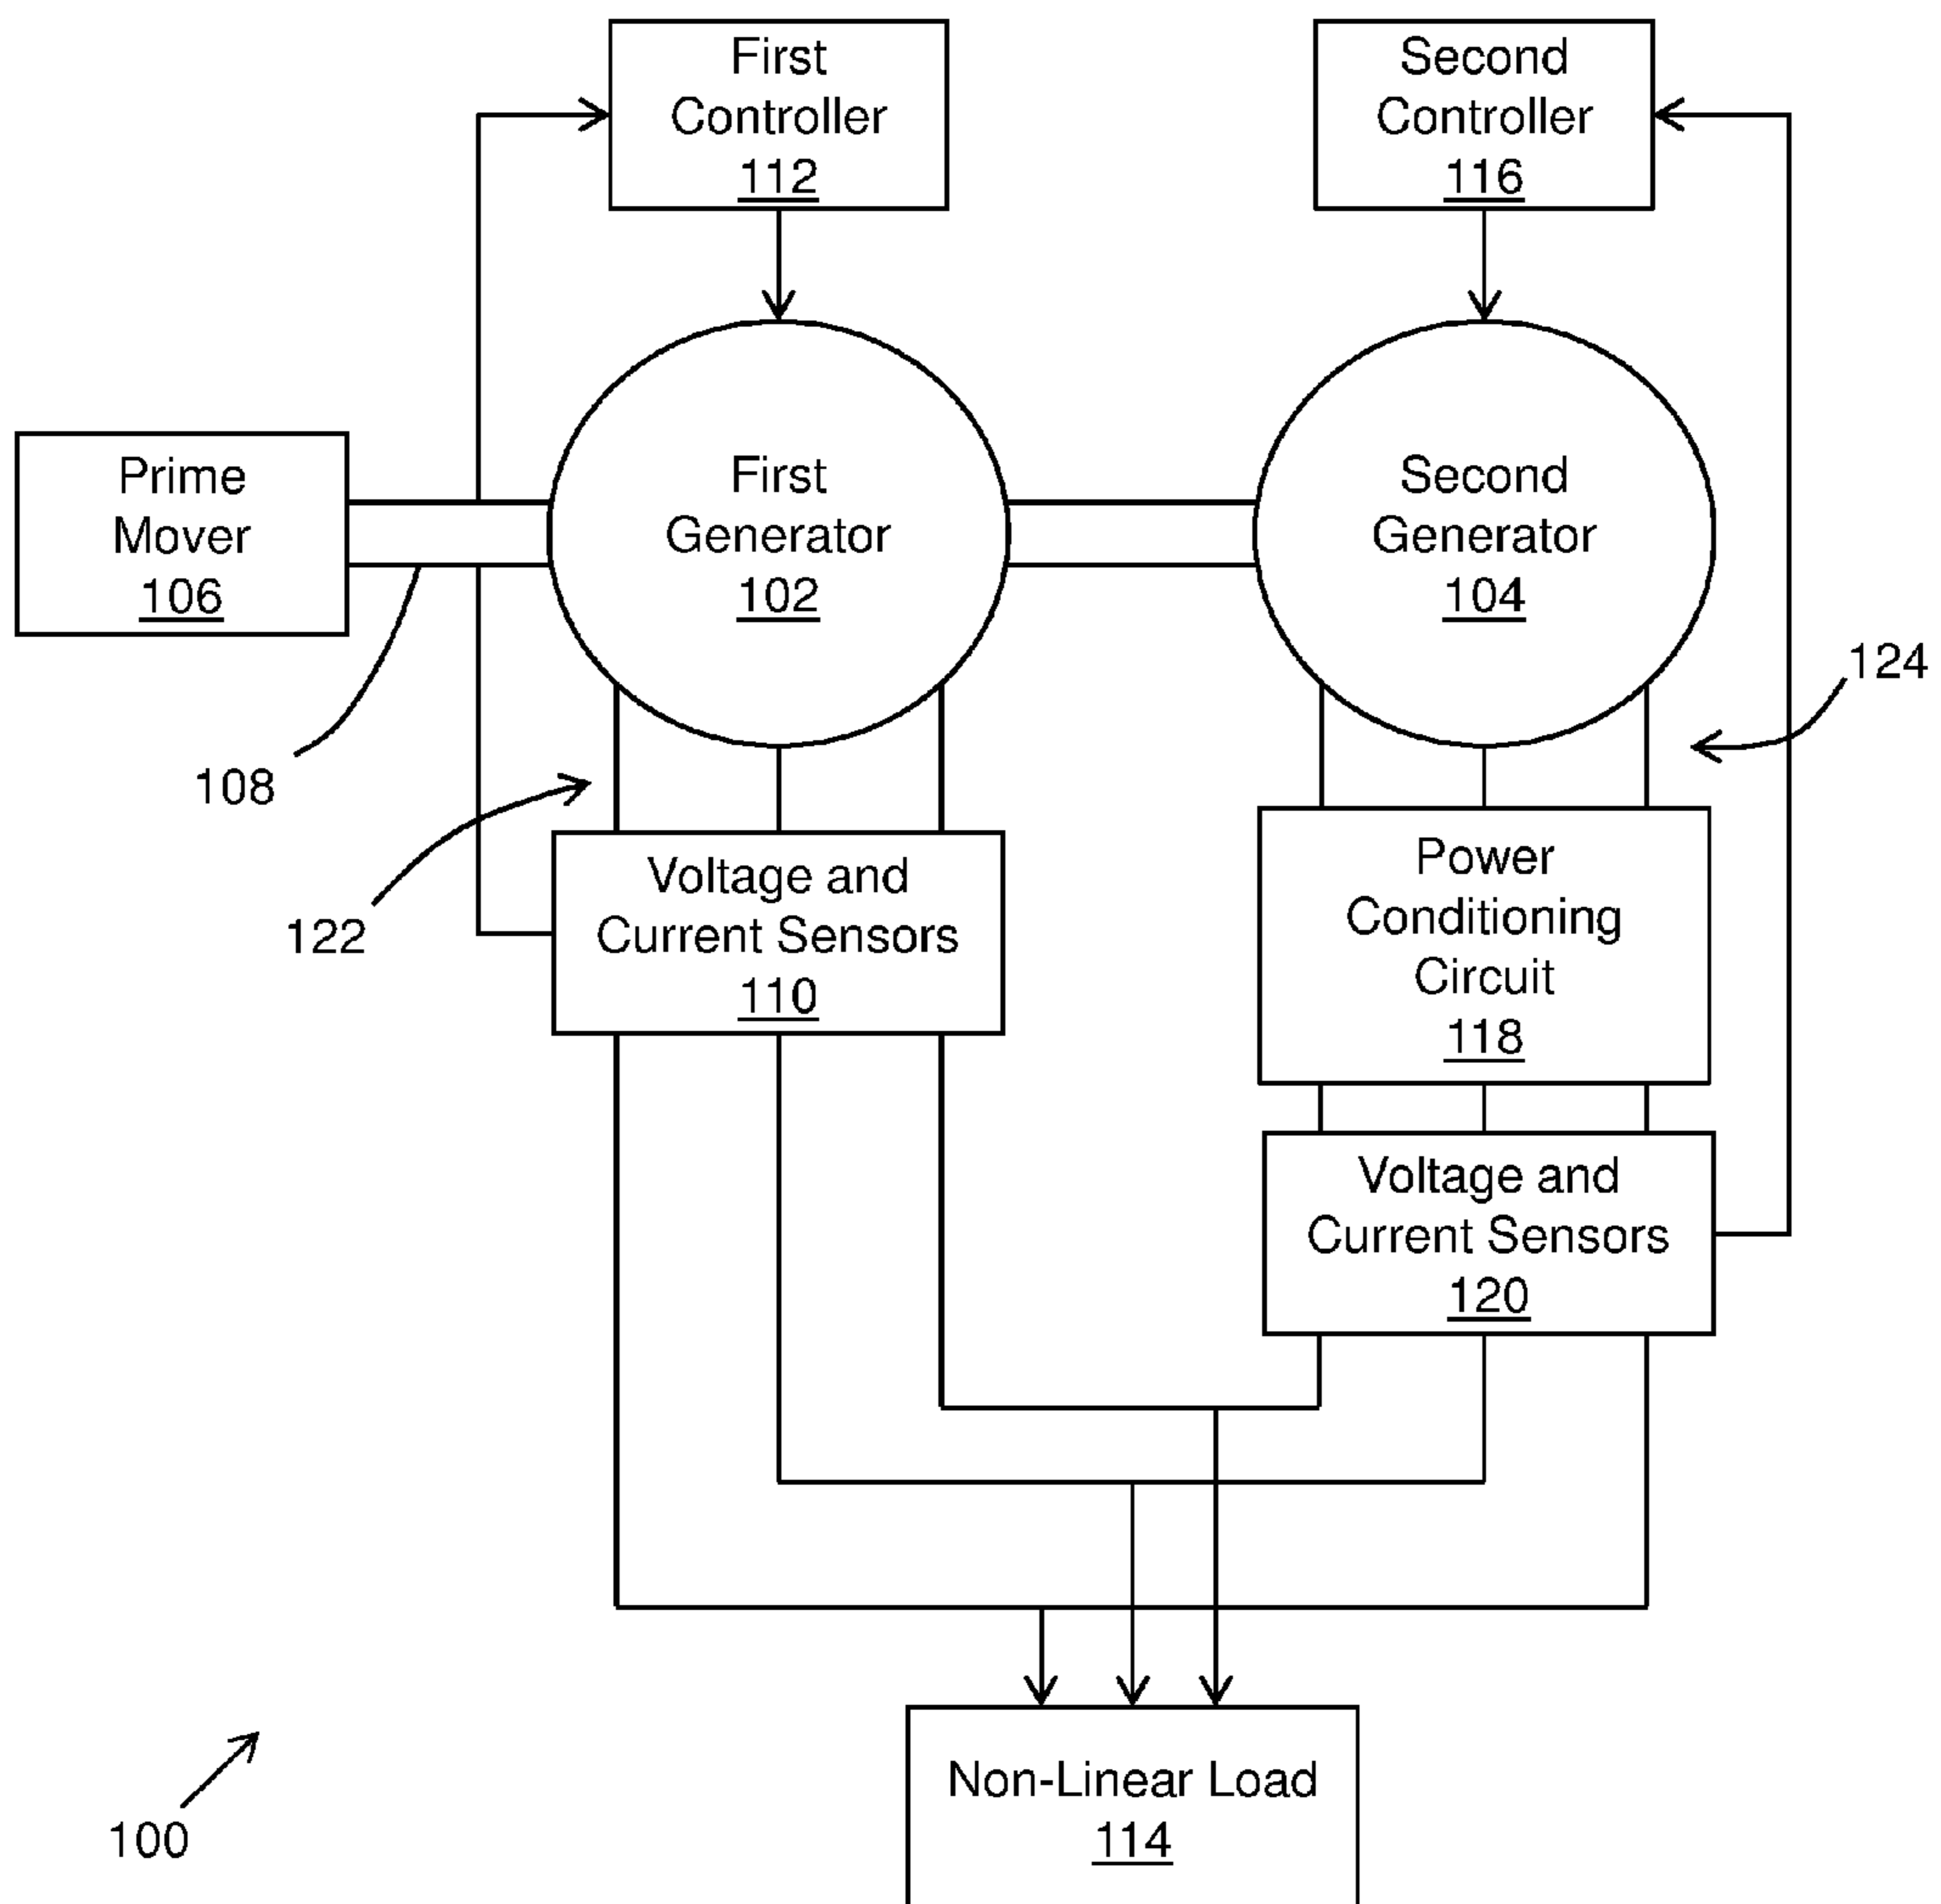 First
Controller
112
Second
Controller
116
Prime
Mover
106
First
Generator
102
Second
Generator
104
124
108
122
Voltage and
Current Sensors
110
Power
Conditioning
Circuit
118
Voltage and
Current Sensors
120
Non-Linear Load
114
100